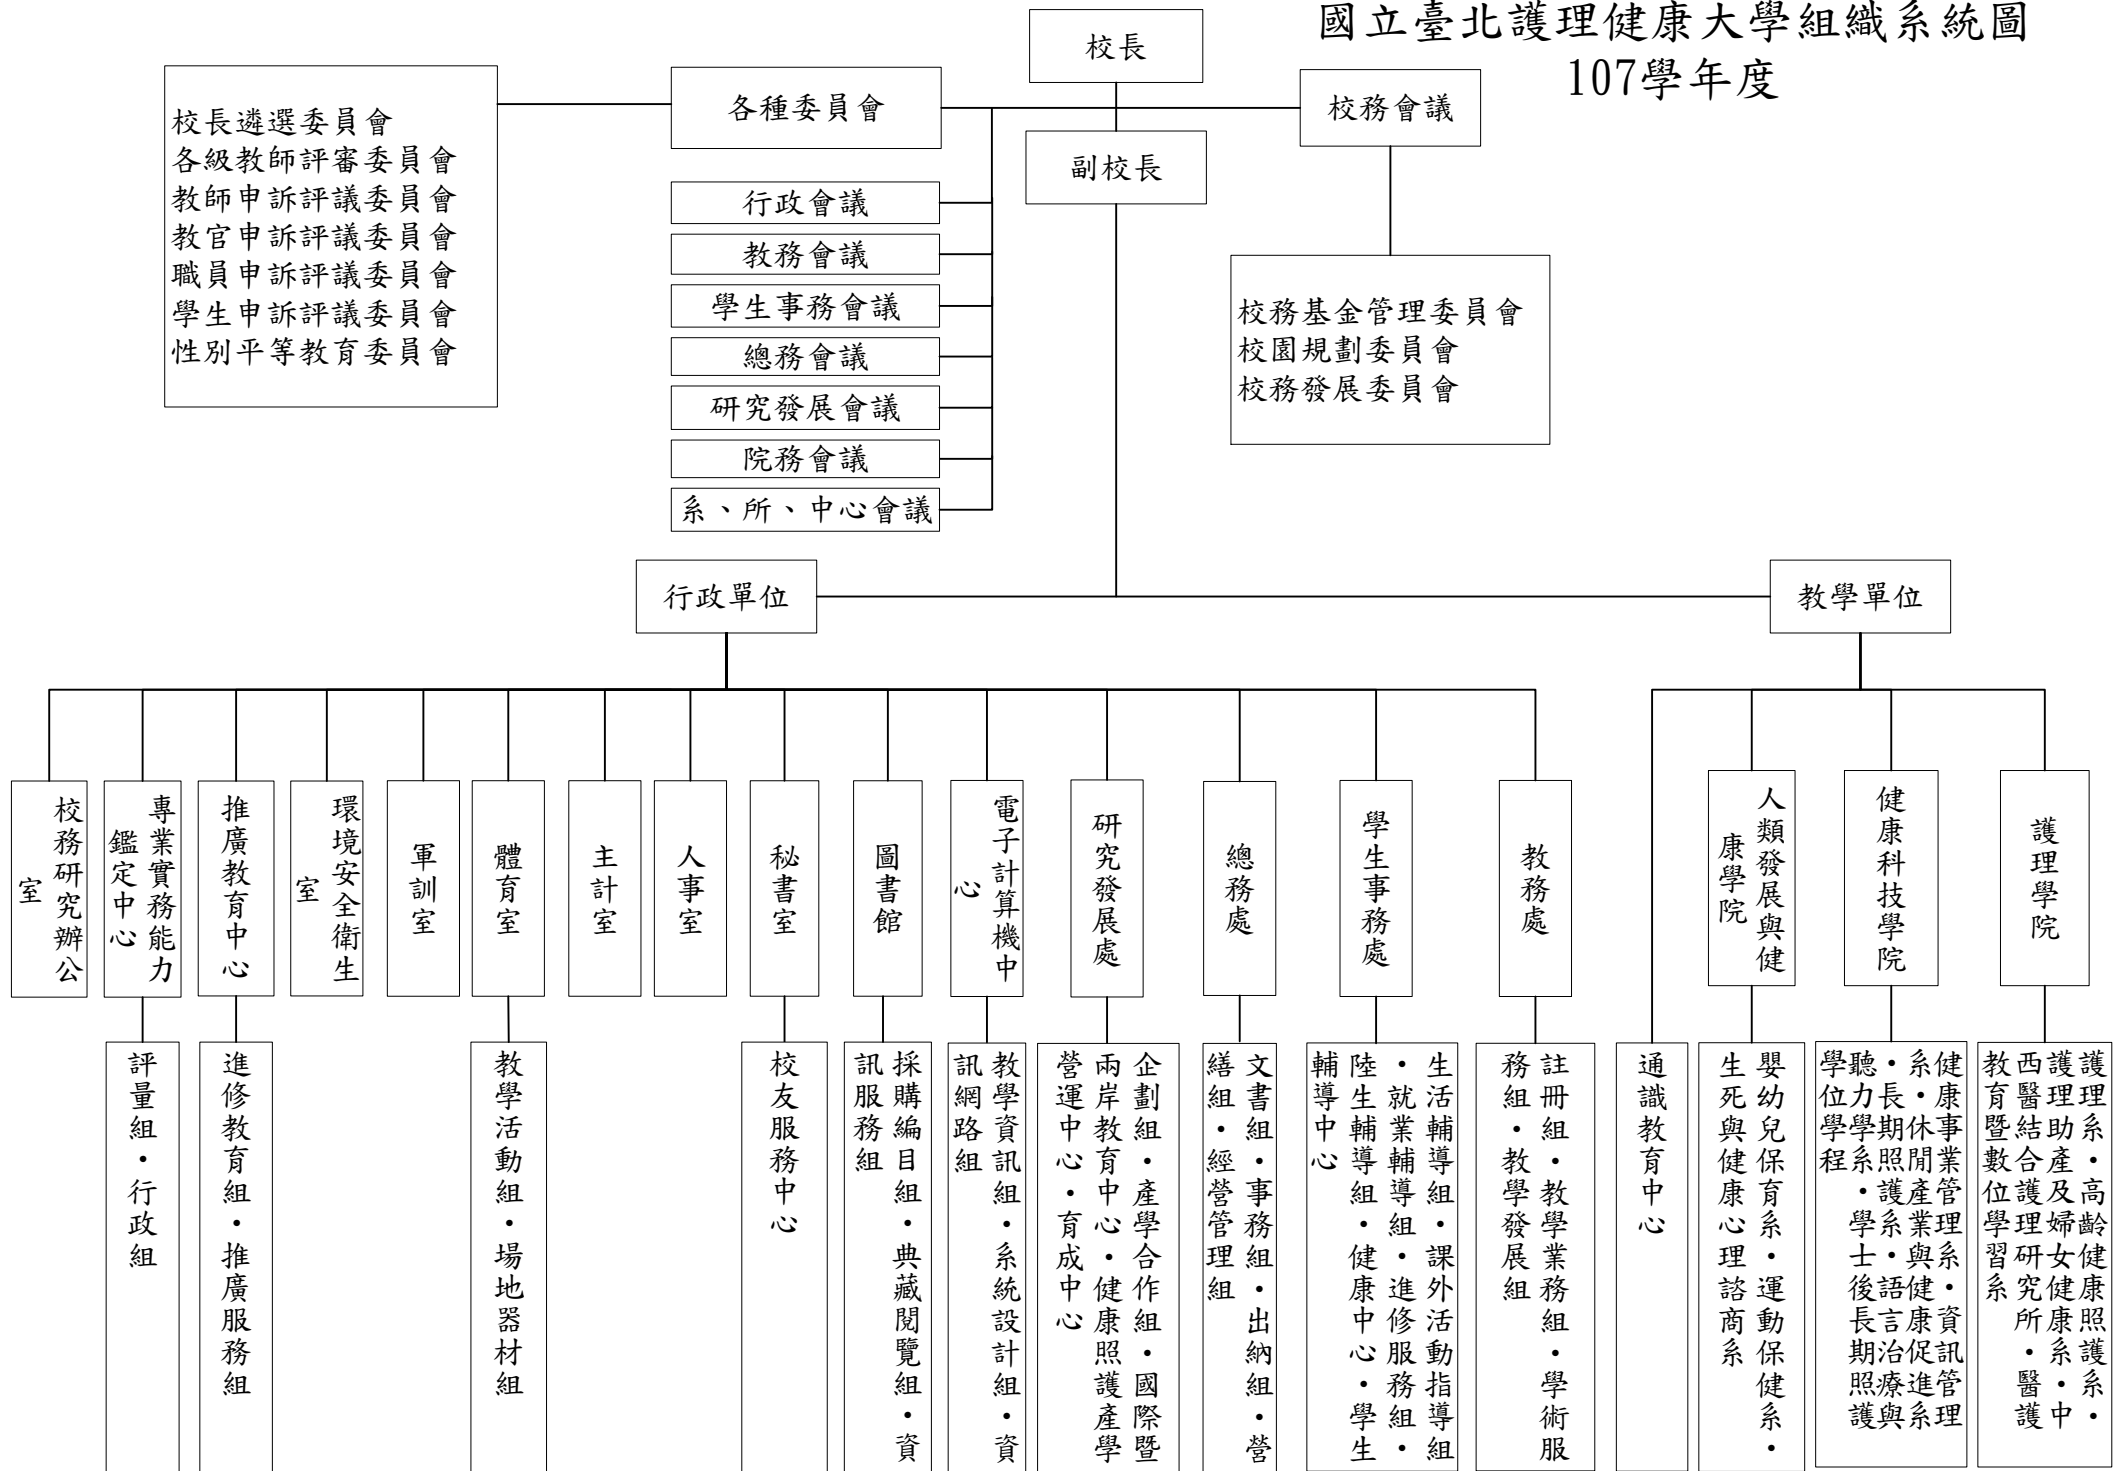 國立臺北護理健康大學組織系統圖
107學年度
校長
副校長
各種委員會
校務會議
校長遴選委員會
各級教師評審委員會
教師申訴評議委員會
教官申訴評議委員會
職員申訴評議委員會
學生申訴評議委員會
性別平等教育委員會
行政會議
教務會議
學生事務會議
總務會議
研究發展會議
院務會議
系、所、中心會議
校務基金管理委員會
校園規劃委員會
校務發展委員會
行政單位
教學單位
校務研究辦公
室
專業實務能力
鑑定中心
推廣教育中心
環境安全衛生
室
軍訓室
體育室
主計室
人事室
秘書室
圖書館
電子計算機中
心
研究發展處
總務處
學生事務處
教務處
人類發展與健
康學院
健康科技學院
護理學院
評量組・行政組
進修教育組・推廣服務組
教學活動組・場地器材組
校友服務中心
採購編目組・典藏閱覽組・資
訊服務組
教學資訊組・系統設計組・資
訊網路組
企劃組・產學合作組・國際暨
兩岸教育中心・健康照護產學
營運中心・育成中心
文書組・事務組・出納組・營
繕組・經營管理組
生活輔導組・課外活動指導組
・就業輔導組・進修服務組・
陸生輔導組・健康中心・學生
輔導中心
註冊組・教學業務組・學術服
務組・教學發展組
通識教育中心
嬰幼兒保育系・運動保健系・
生死與健康心理諮商系
健康事業管理系・資訊管理
系・休閒產業與健康促進系
・長期照護系・語言治療與
聽力學系・學士後長期照護
學位學程
護理系・高齡健康照護系・
護理助產及婦女健康系・中
西醫結合護理研究所・醫護
教育暨數位學習系